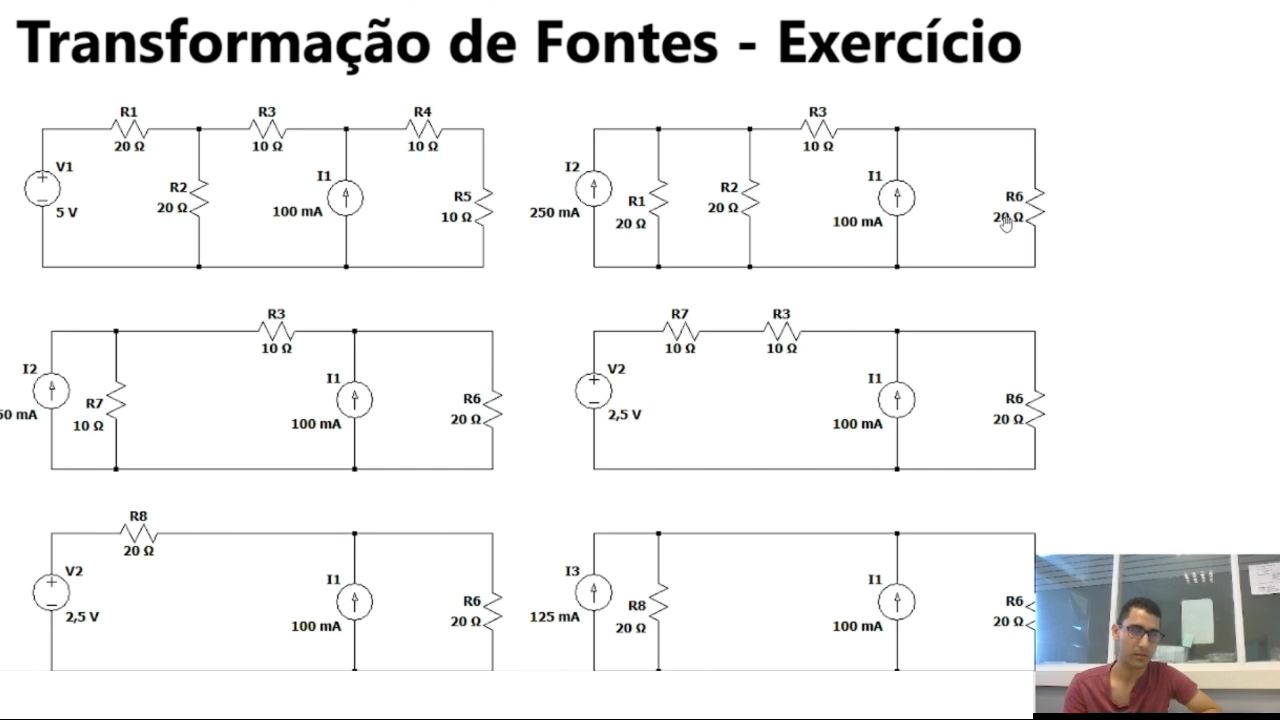 Transformação de Fontes - Exercício
R1
20 Ω
R3
10 Ω
R4
10 Ω
V1
5 V
R2
20 Ω
I1
100 mA
R5
10 Ω
R3
10 Ω
I2
250 mA
R1
20 Ω
R2
20 Ω
I1
100 mA
R6
20 Ω
R3
10 Ω
I2
50 mA
R7
10 Ω
I1
100 mA
R6
20 Ω
R7
10 Ω
R3
10 Ω
V2
2,5 V
I1
100 mA
R6
20 Ω
R8
20 Ω
V2
2,5 V
I1
100 mA
R6
20 Ω
I3
125 mA
R8
20 Ω
I1
100 mA
R6
20 Ω